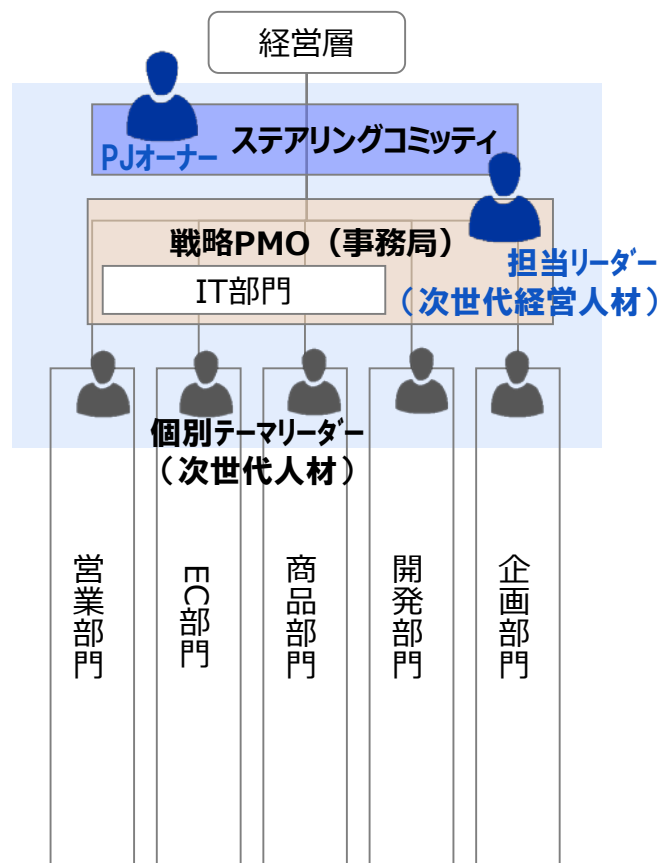 経営層
PJオーナー
ステアリングコミッティ
戦略PMO（事務局）
IT部門
担当リーダー
（次世代経営人材）
個別テーマリーダー
（次世代人材）
営業部門
EC部門
商品部門
開発部門
企画部門